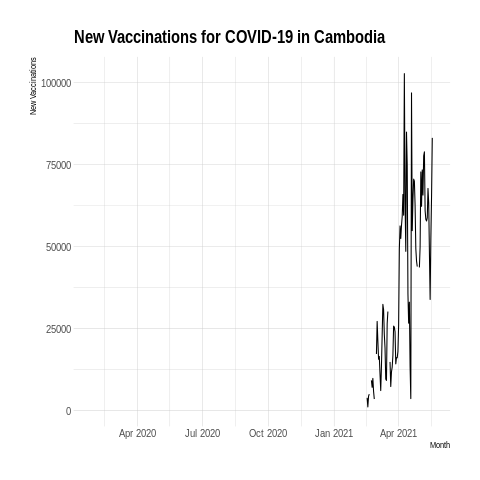 New Vaccinations for COVID-19 in Cambodia
New Vaccinations
100000
75000
50000
25000
0
Apr 2020 Jul 2020 Oct 2020 Jan 2021 Apr 2021
Month